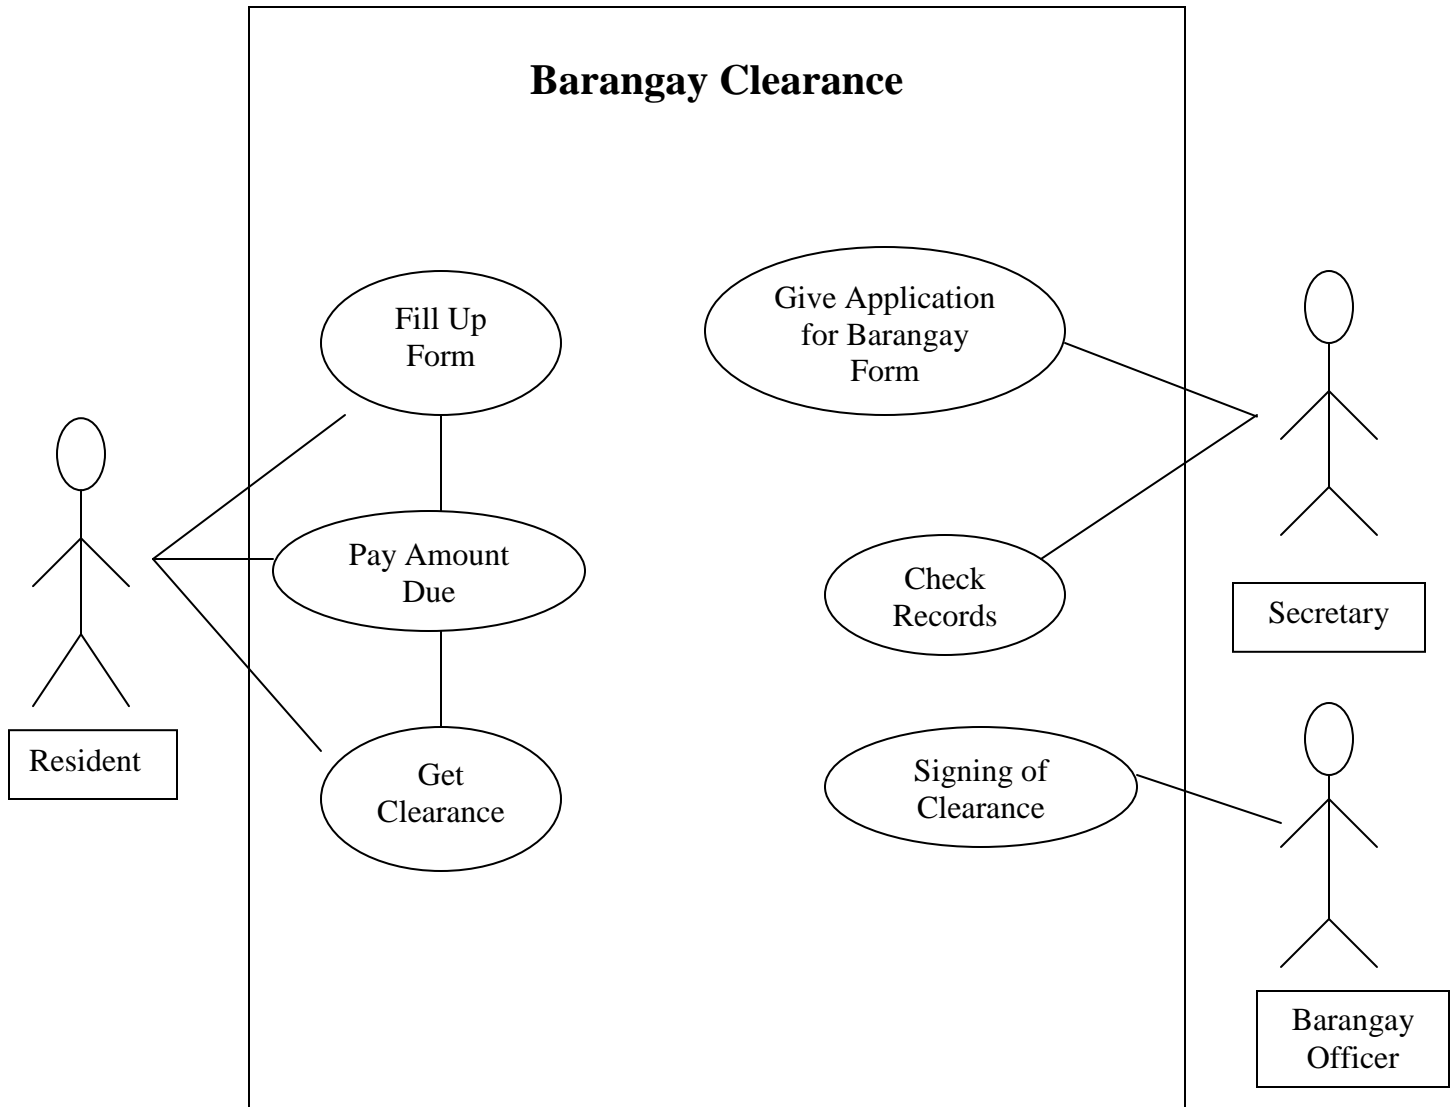 Barangay Clearance
Fill Up
Form
Give Application
for Barangay
Form
Pay Amount
Due
Check
Records
Secretary
Resident
Get
Clearance
Signing of
Clearance
Barangay
Officer